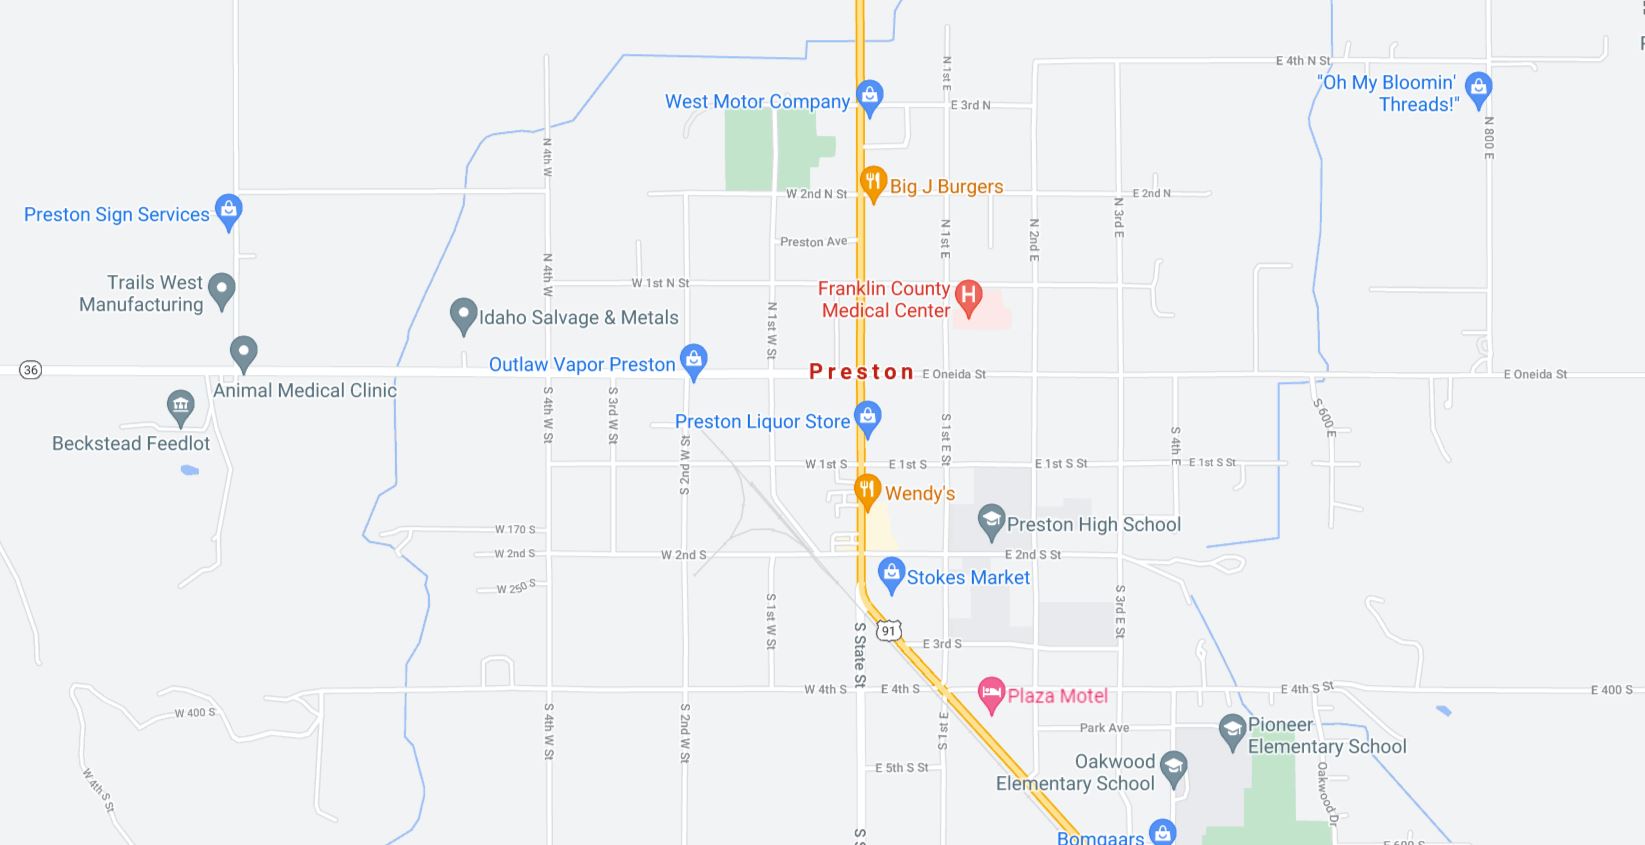 N 1st E
E 4th N St
"Oh My Bloomin'
Threads!"
West Motor Company
E 3rd N
N 800 E
N 4th W
Big J Burgers
W 2nd N St
E 2nd N
Preston Sign Services
N 3rd E
N 1st E
N 2nd E
Preston Ave
N 4th W
Trails West
Manufacturing
W 1st N St
Franklin County
Medical Center
H
Idaho Salvage & Metals
N 1st W St
36
Outlaw Vapor Preston
Preston
E Oneida St
E Oneida St
Animal Medical Clinic
S 4th W St
S 3rd W St
S 600 E
Beckstead Feedlot
Preston Liquor Store
S 1st E St
S 4th E
S 2nd W St
W 1st S
E 1st S
E 1st S St
E 1st S St
Wendy's
Preston High School
W 170 S
W 2nd S
W 2nd S
E 2nd S St
Stokes Market
W 250 S
S 1st W St
S 3rd E St
91
S State St
E 3rd S
W 4th S
E 4th S
Plaza Motel
E 4th S St
E 400 S
W 400 S
S 4th W St
S 2nd W St
E 1st S
Park Ave
Pioneer
Elementary School
Oakwood
Elementary School
E 5th S St
W 4th S St
Oakwood Dr
Bomgaars